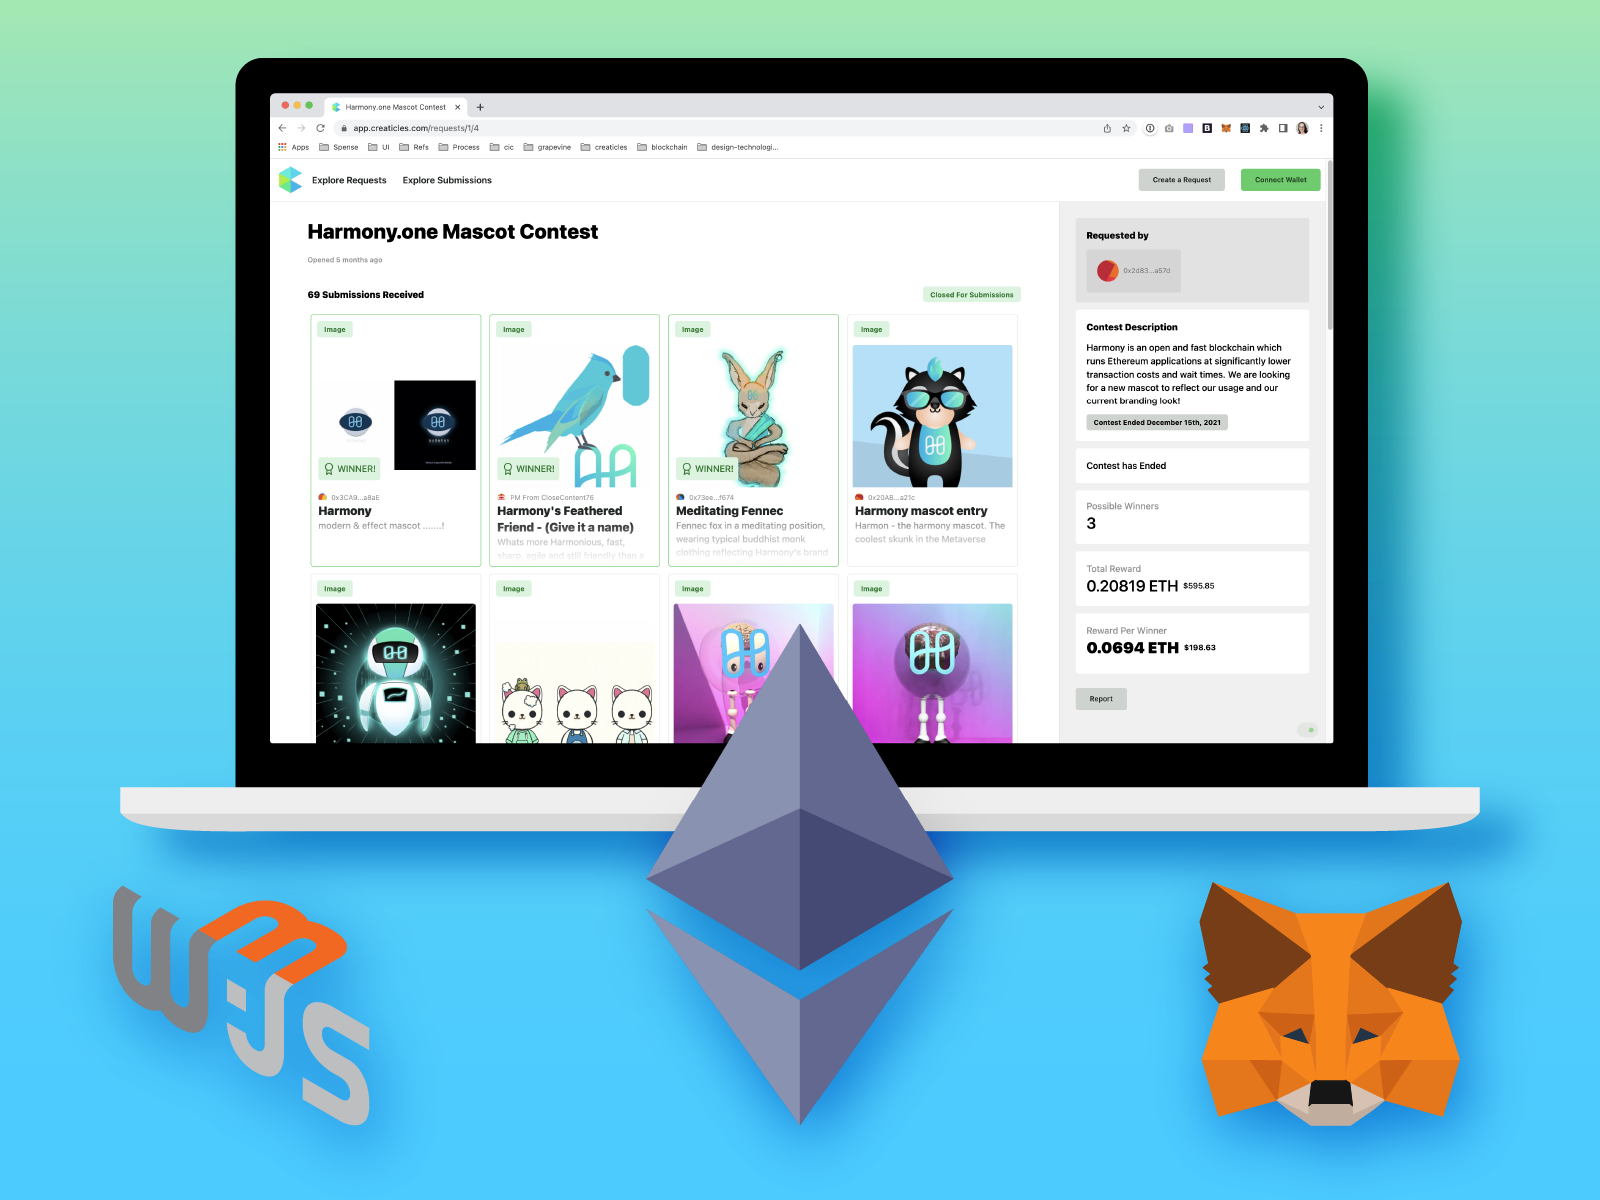 Harmony.one Mascot Contest
app.creaticles.com/requests/1/4
Apps Spense UI Refs Process cic grapevine creaticles blockchain design-technologi...
Explore Requests Explore Submissions
Create a Request
Connect Wallet
Harmony.one Mascot Contest
Opened 5 months ago
69 Submissions Received
Closed For Submissions
Image
WINNER!
0x3CA9...a8aE
Harmony
modern & effect mascot .......!
Image
WINNER!
PM From CloseContent76
Harmony's Feathered
Friend - (Give it a name)
Whats more Harmonious, fast,
sharp, agile and still friendly than a
Image
WINNER!
0x73ee...f674
Meditating Fennec
Fennec fox in a meditating position,
wearing typical buddhist monk
clothing reflecting Harmony's brand
Image
0x20AB...a21c
Harmony mascot entry
Harmon - the harmony mascot. The
coolest skunk in the Metaverse
Image
Image
Image
Image
Requested by
0x2d83...a57d
Contest Description
Harmony is an open and fast blockchain which
runs Ethereum applications at significantly lower
transaction costs and wait times. We are looking
for a new mascot to reflect our usage and our
current branding look!
Contest Ended December 15th, 2021
Contest has Ended
Possible Winners
3
Total Reward
0.20819 ETH $595.85
Reward Per Winner
0.0694 ETH $198.63
Report
W3JS